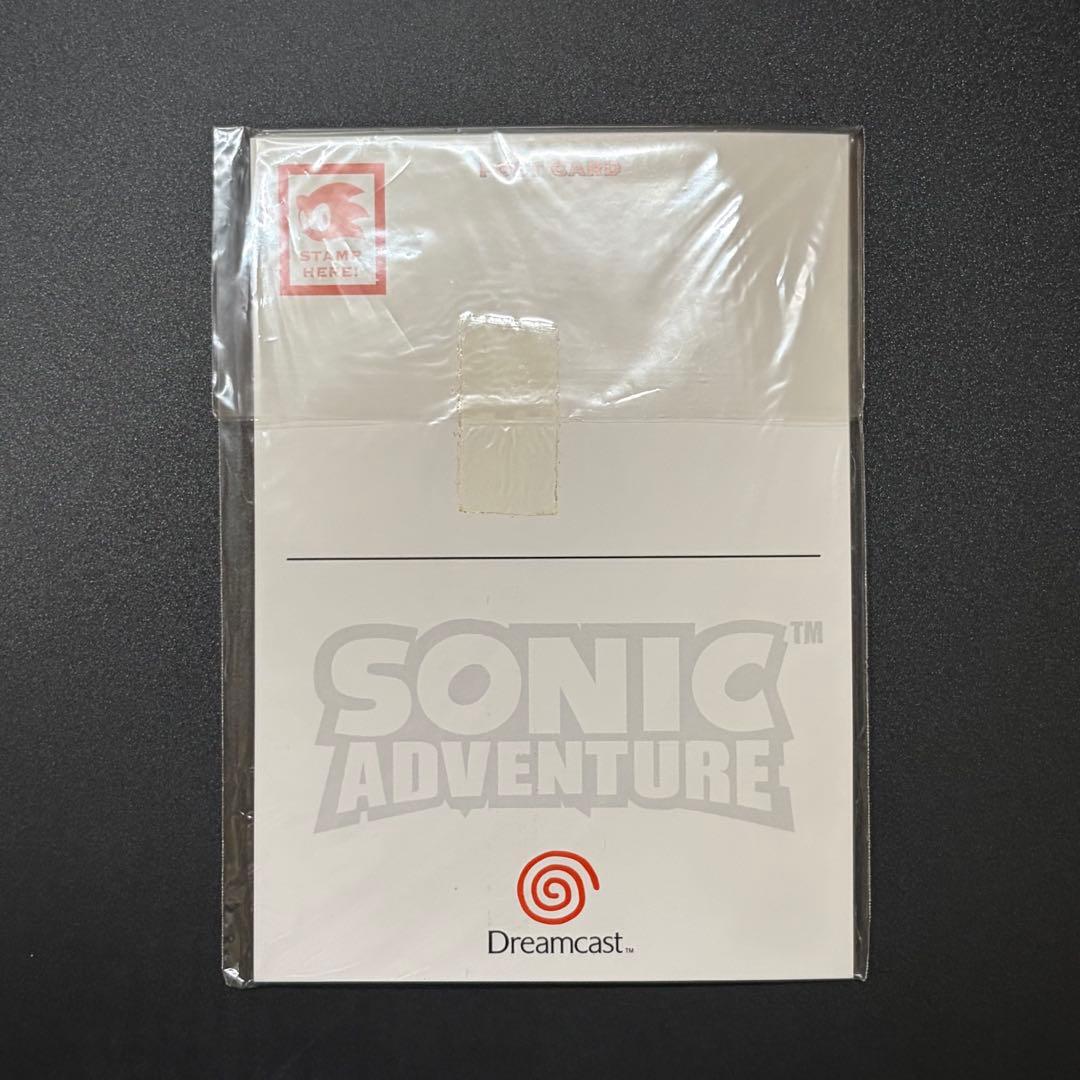 POST CARD
STAMP
HERE!
SONIC™
ADVENTURE
Dreamcast™